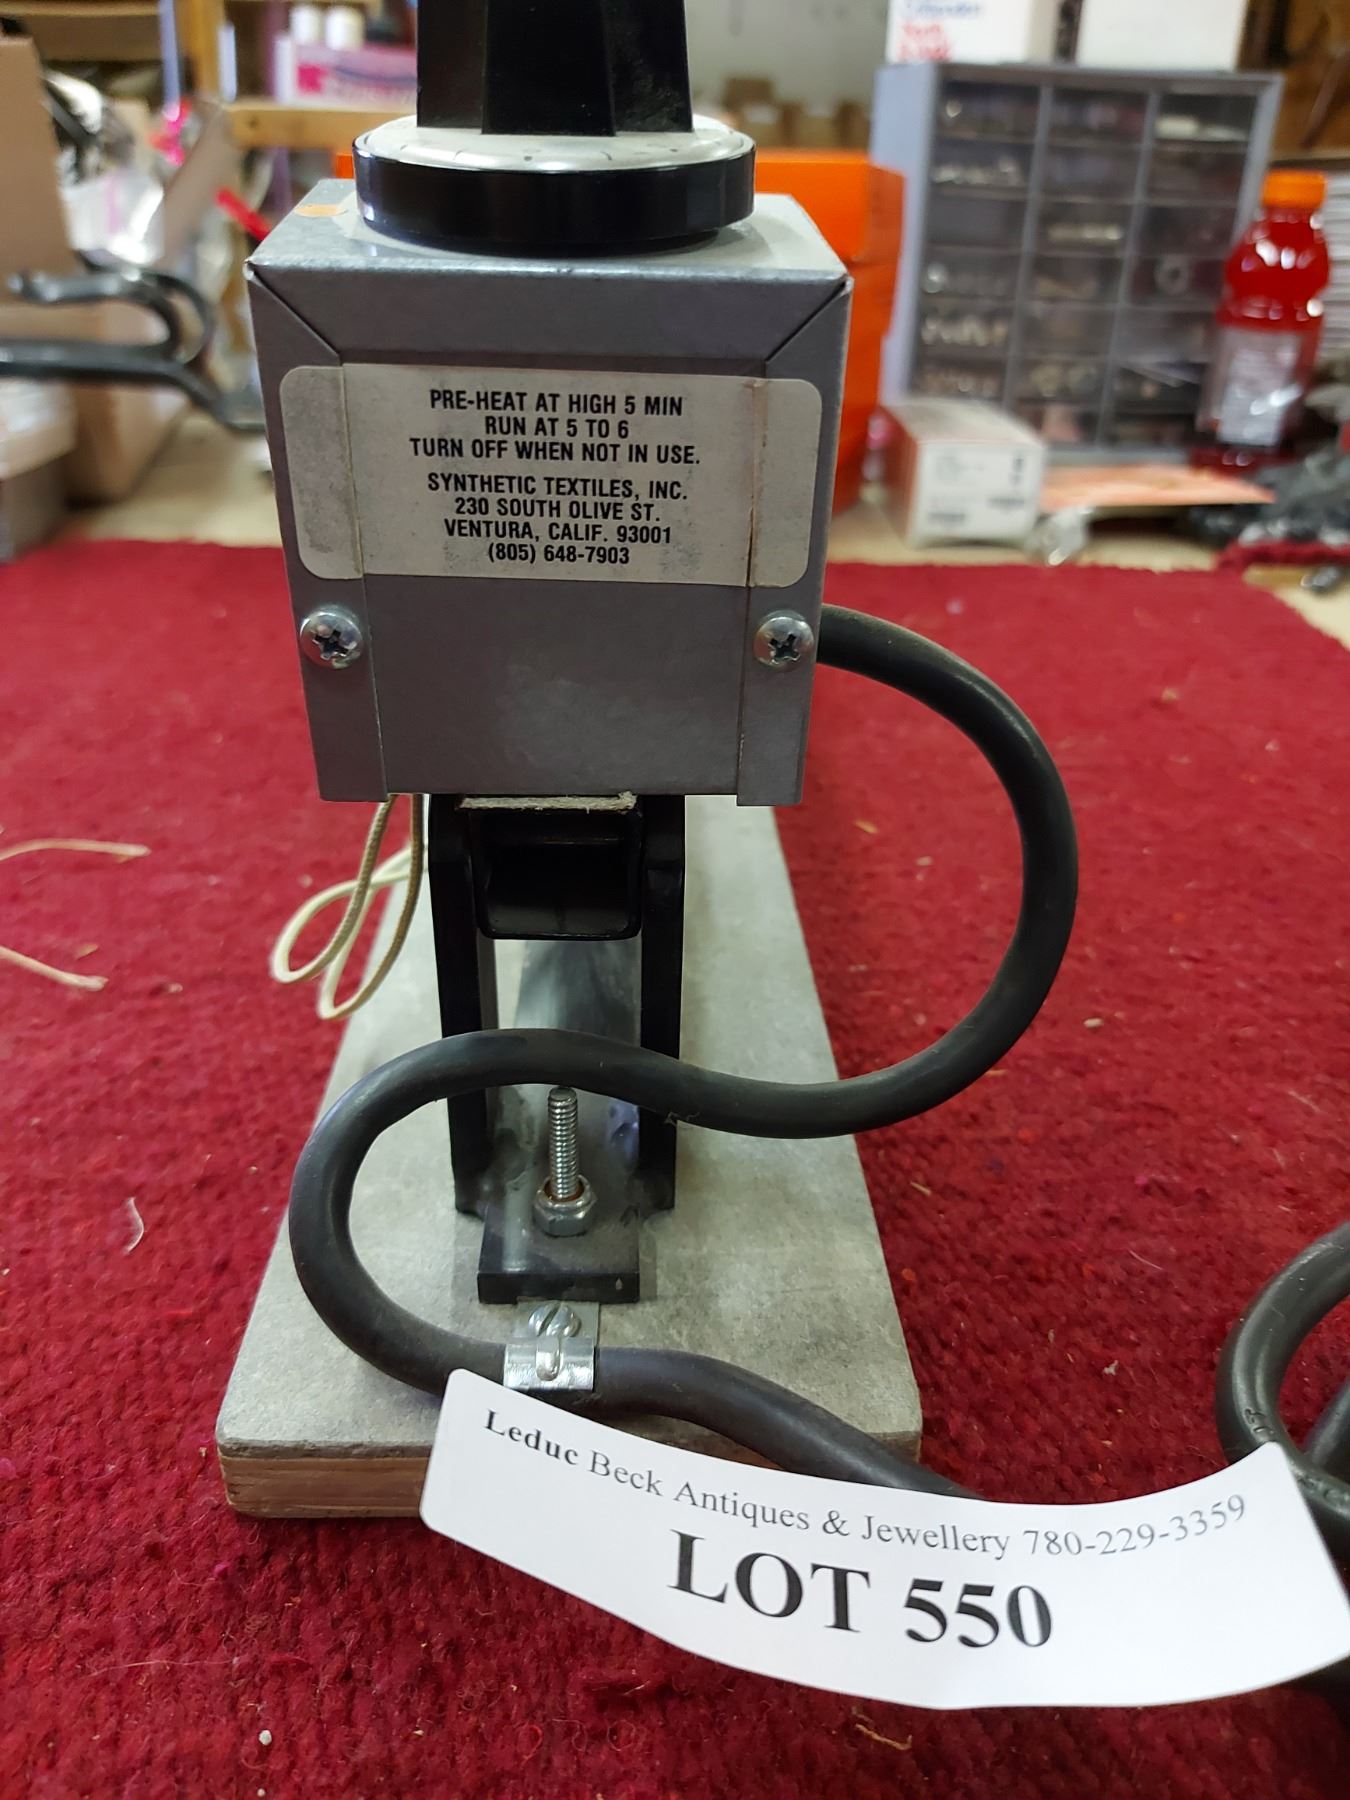 PRE-HEAT AT HIGH 5 MIN
RUN AT 5 TO 6
TURN OFF WHEN NOT IN USE.
SYNTHETIC TEXTILES, INC.
230 SOUTH OLIVE ST.
VENTURA, CALIF. 93001
(805) 648-7903
Leduc Beck Antiques & Jewellery 780-229-3359
LOT 550